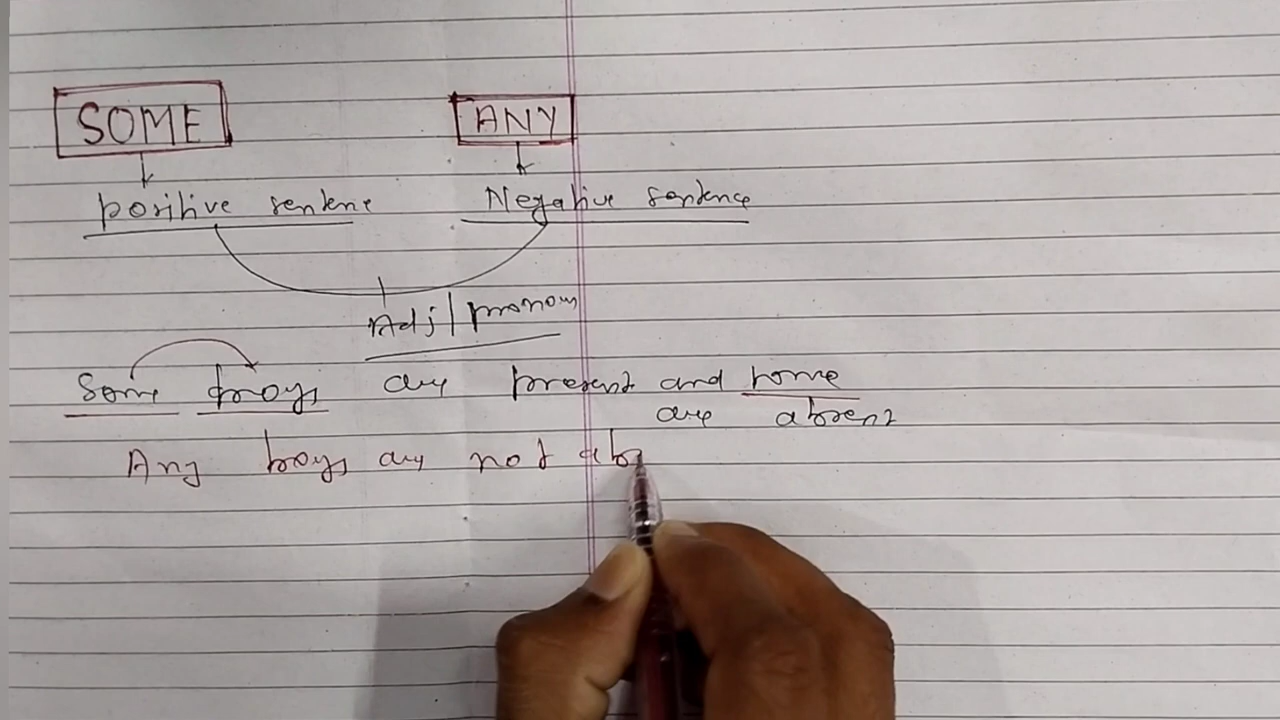 SOME ANY
positive sentence Negative sentence
Adj/pronoun
Some boys are present and some
are absent
Any boys are not ab